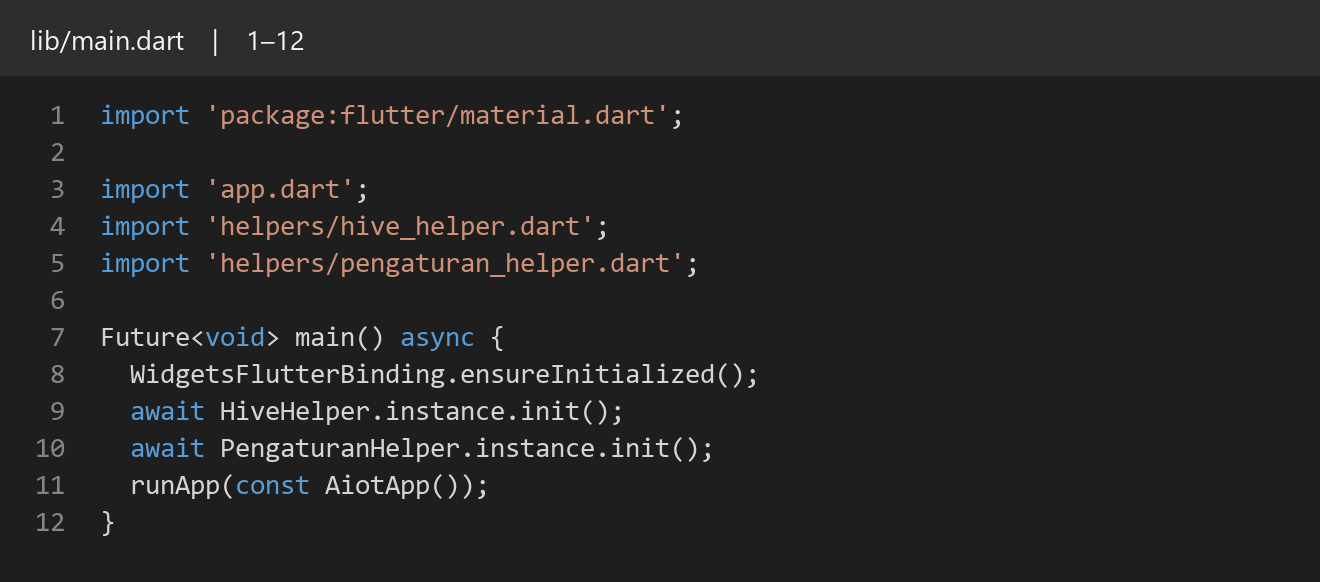 lib/main.dart | 1–12
1 import 'package:flutter/material.dart';
2
3 import 'app.dart';
4 import 'helpers/hive_helper.dart';
5 import 'helpers/pengaturan_helper.dart';
6
7 Future<void> main() async {
8   WidgetsFlutterBinding.ensureInitialized();
9   await HiveHelper.instance.init();
10   await PengaturanHelper.instance.init();
11   runApp(const AiotApp());
12 }